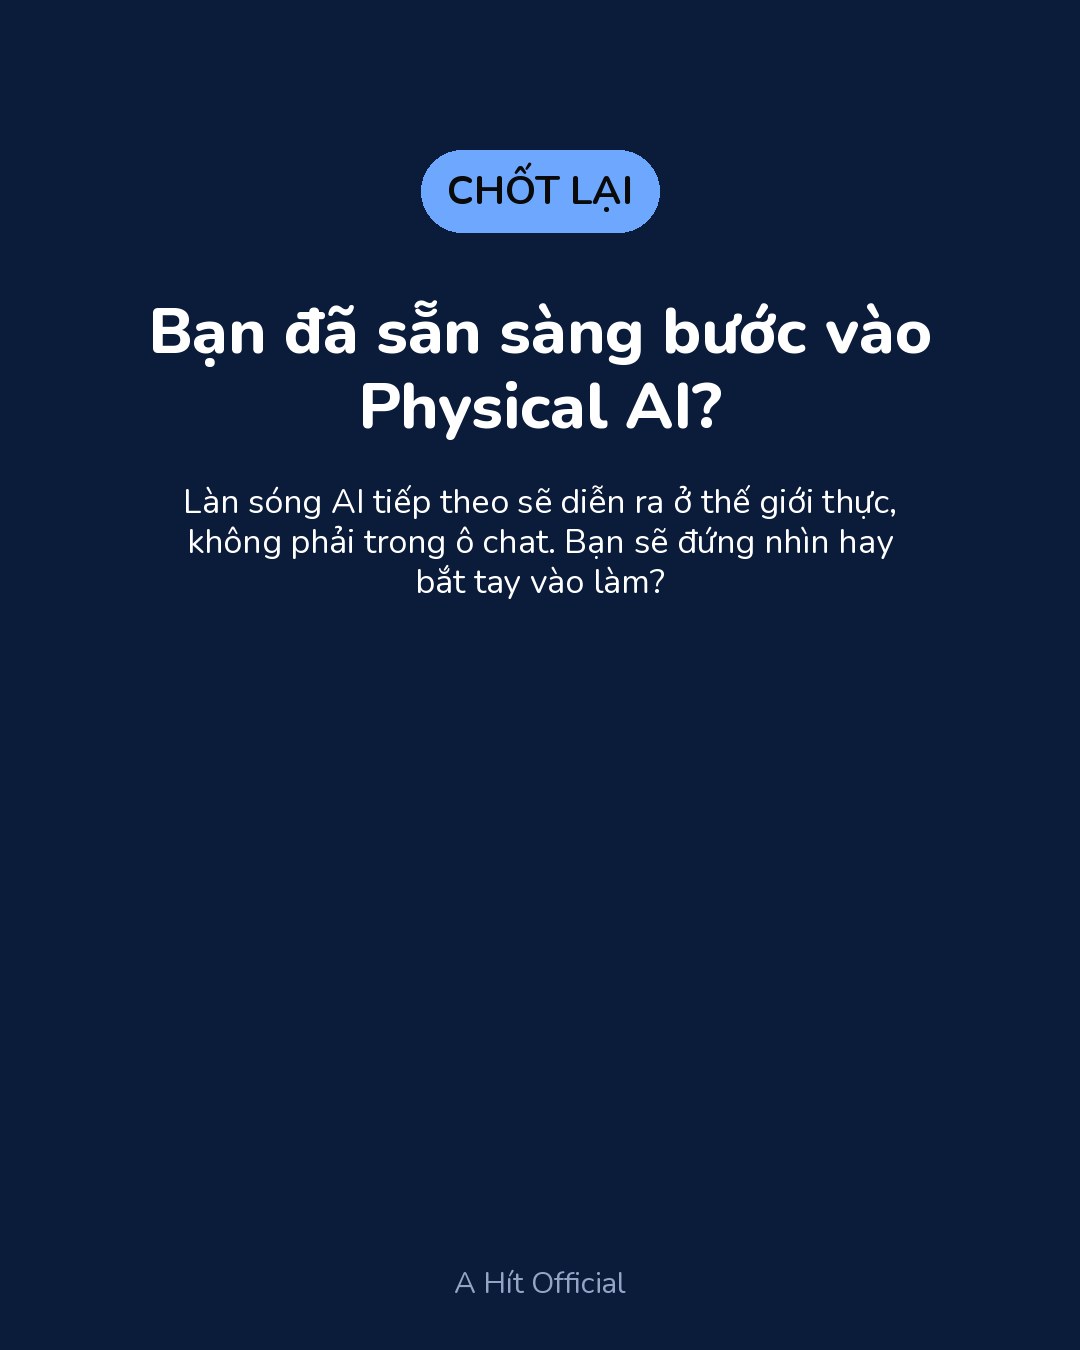 CHỐT LẠI
Bạn đã sẵn sàng bước vào
Physical AI?
Làn sóng AI tiếp theo sẽ diễn ra ở thế giới thực,
không phải trong ô chat. Bạn sẽ đứng nhìn hay
bắt tay vào làm?
A Hít Official